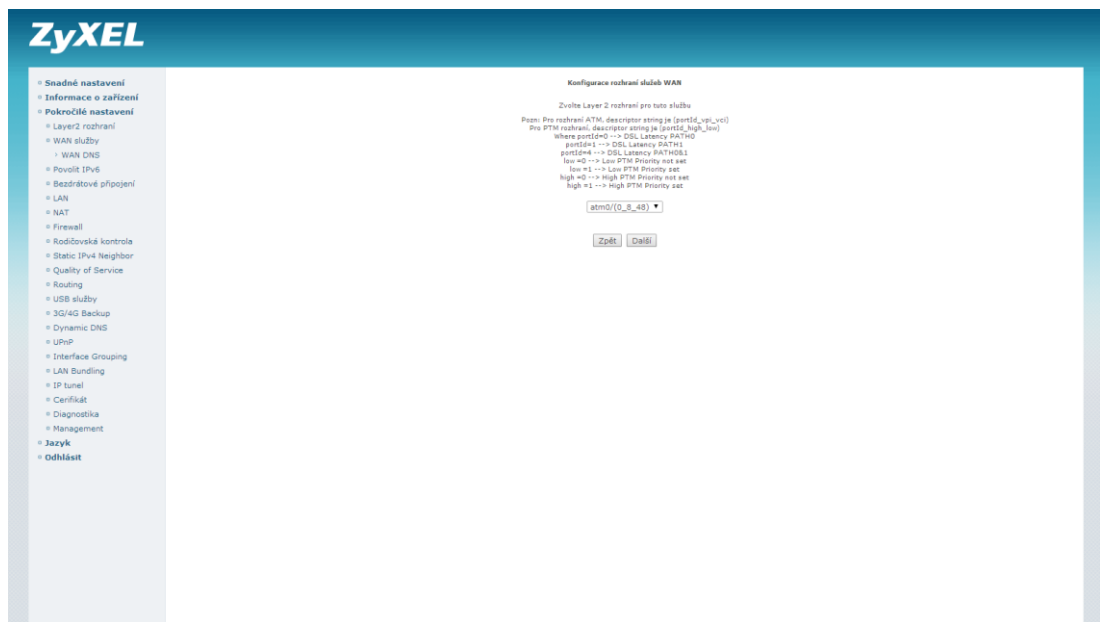 ZyXEL
Snadné nastavení
Informace o zařízení
Pokročilé nastavení
Layer2 rozhraní
WAN služby
WAN DNS
Povolit IPv6
Bezdrátové připojení
LAN
NAT
Firewall
Rodičovská kontrola
Static IPv4 Neighbor
Quality of Service
Routing
USB služby
3G/4G Backup
Dynamic DNS
UPnP
Interface Grouping
LAN Bundling
IP tunel
Cerifikát
Diagnostika
Management
Jazyk
Odhlásit
Konfigurace rozhraní služeb WAN
Zvolte Layer 2 rozhraní pro tuto službu
Pozn: Pro rozhraní ATM, descriptor string je (portId_vpi_vci)
Pro PTM rozhraní, descriptor string je (portId_high_low)
Where portId=0 --> DSL Latency PATH0
portId=1 --> DSL Latency PATH1
portId=4 --> DSL Latency PATH0&1
low =0 --> Low PTM Priority not set
low =1 --> Low PTM Priority set
high =0 --> High PTM Priority not set
high =1 --> High PTM Priority set
atm0/(0_8_48)
Zpět Další